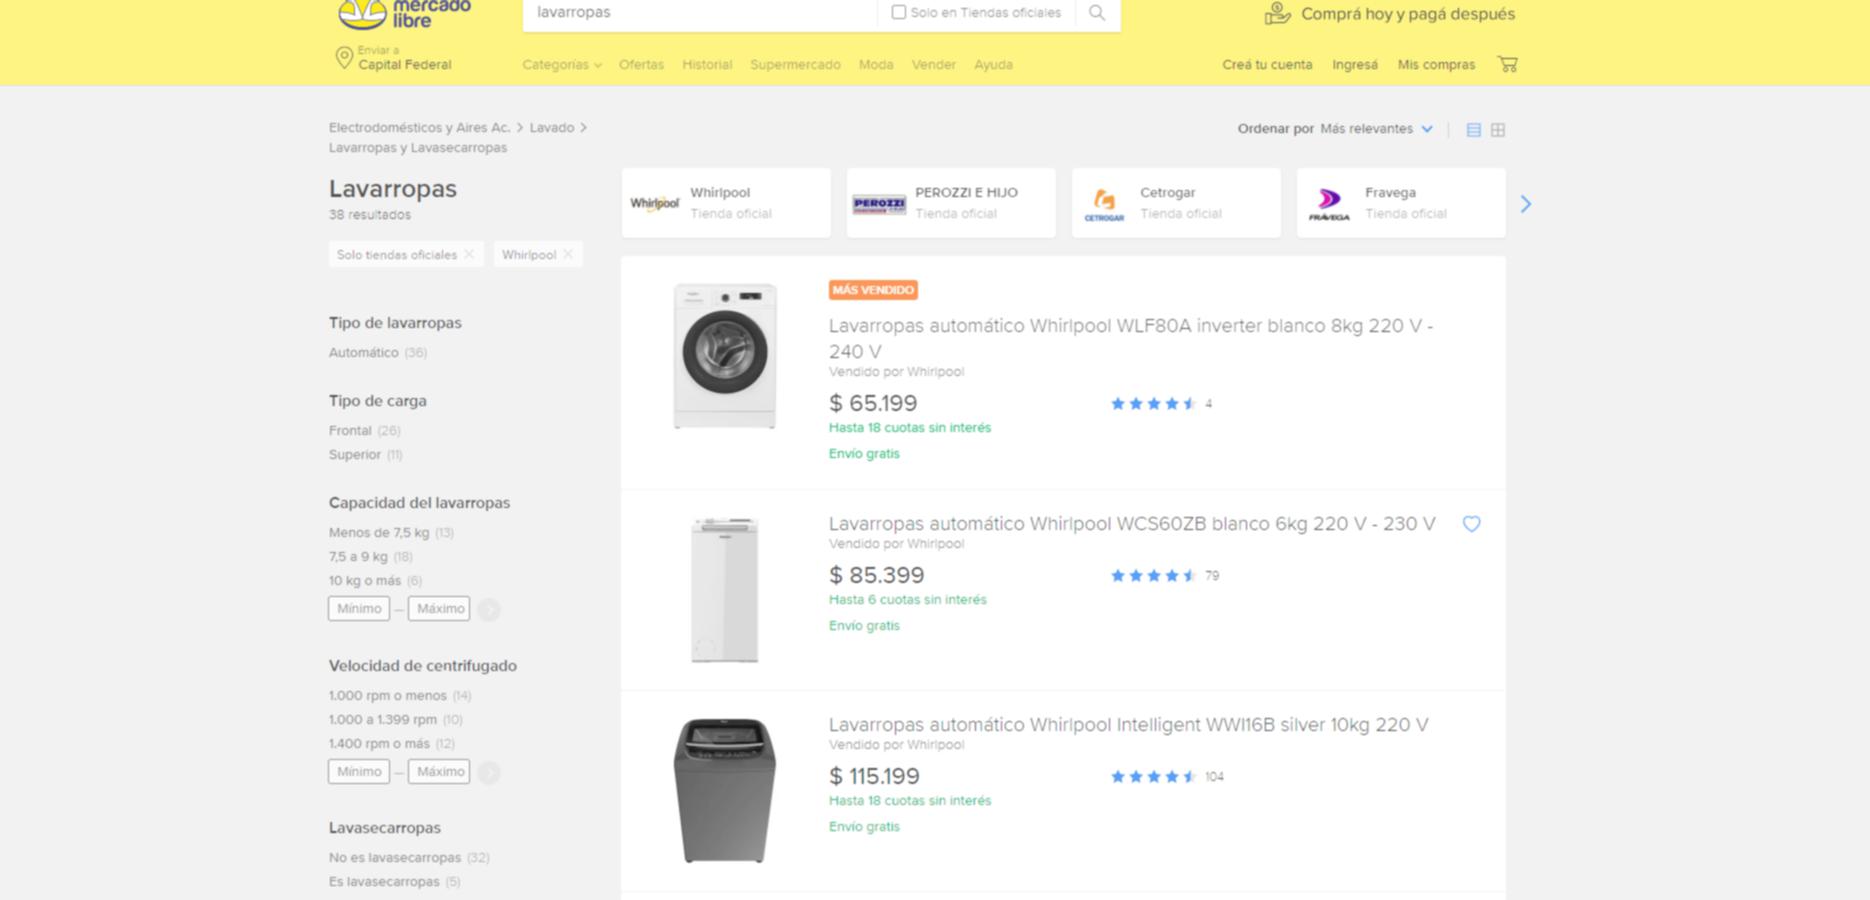 mercado
libre
lavarropas
Solo en Tiendas oficiales
Comprá hoy y pagá después
Enviar a
Capital Federal
Categorías
Ofertas
Historial
Supermercado
Moda
Vender
Ayuda
Creá tu cuenta
Ingresá
Mis compras
Electrodomésticos y Aires Ac. > Lavado >
Lavarropas y Lavasecarropas
Lavarropas
38 resultados
Solo tiendas oficiales
Whirlpool
Tipo de lavarropas
Automático (36)
Tipo de carga
Frontal (26)
Superior (11)
Capacidad del lavarropas
Menos de 7,5 kg (13)
7,5 a 9 kg (18)
10 kg o más (6)
Mínimo — Máximo
Velocidad de centrifugado
1.000 rpm o menos (14)
1.000 a 1.399 rpm (10)
1.400 rpm o más (12)
Mínimo — Máximo
Lavasecarropas
No es lavasecarropas (32)
Es lavasecarropas (5)
Ordenar por Más relevantes
Whirlpool
Whirlpool
Tienda oficial
PEROZZI
PEROZZI E HIJO
Tienda oficial
CETROGAR
Cetrogar
Tienda oficial
FRÁVEGA
Fravega
Tienda oficial
MÁS VENDIDO
Lavarropas automático Whirlpool WLF80A inverter blanco 8kg 220 V -
240 V
Vendido por Whirlpool
$ 65.199
4
Hasta 18 cuotas sin interés
Envío gratis
Lavarropas automático Whirlpool WCS60ZB blanco 6kg 220 V - 230 V
Vendido por Whirlpool
$ 85.399
79
Hasta 6 cuotas sin interés
Envío gratis
Lavarropas automático Whirlpool Intelligent WWI16B silver 10kg 220 V
Vendido por Whirlpool
$ 115.199
104
Hasta 18 cuotas sin interés
Envío gratis